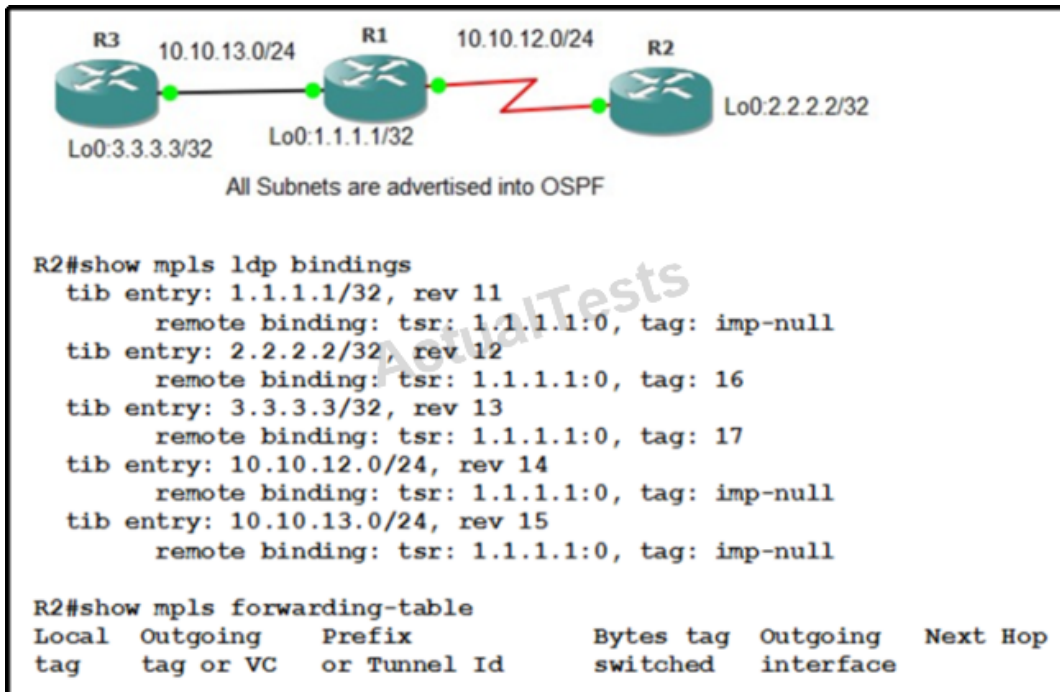 R3 10.10.13.0/24 R1 10.10.12.0/24 R2
Lo0:2.2.2.2/32
Lo0:3.3.3.3/32 Lo0:1.1.1.1/32
All Subnets are advertised into OSPF
R2#show mpls ldp bindings
tib entry: 1.1.1.1/32, rev 11
remote binding: tsr: 1.1.1.1:0, tag: imp-null
tib entry: 2.2.2.2/32, rev 12
remote binding: tsr: 1.1.1.1:0, tag: 16
tib entry: 3.3.3.3/32, rev 13
remote binding: tsr: 1.1.1.1:0, tag: 17
tib entry: 10.10.12.0/24, rev 14
remote binding: tsr: 1.1.1.1:0, tag: imp-null
tib entry: 10.10.13.0/24, rev 15
remote binding: tsr: 1.1.1.1:0, tag: imp-null
ActualTests
R2#show mpls forwarding-table
Local Outgoing Prefix Bytes tag Outgoing Next Hop
tag tag or VC or Tunnel Id switched interface